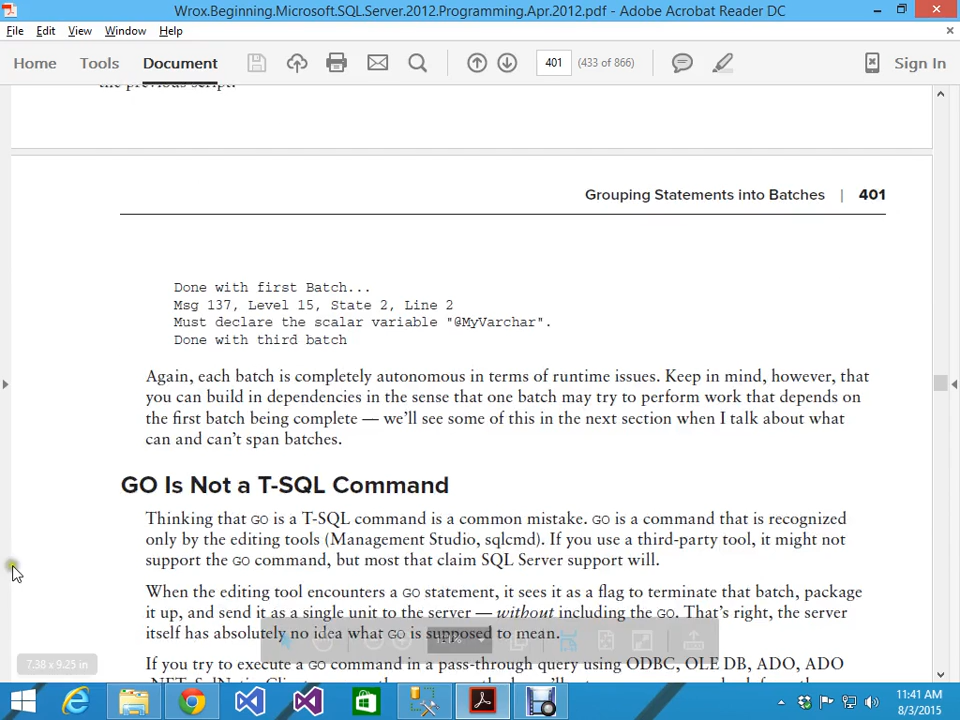 Wrox.Beginning.Microsoft.SQL.Server.2012.Programming.Apr.2012.pdf - Adobe Acrobat Reader DC
File Edit View Window Help
Home Tools Document 401 (433 of 866) Sign In
the previous script.
Grouping Statements into Batches | 401
Done with first Batch...
Msg 137, Level 15, State 2, Line 2
Must declare the scalar variable "@MyVarchar".
Done with third batch
Again, each batch is completely autonomous in terms of runtime issues. Keep in mind, however, that
you can build in dependencies in the sense that one batch may try to perform work that depends on
the first batch being complete — we'll see some of this in the next section when I talk about what
can and can't span batches.
GO Is Not a T-SQL Command
Thinking that GO is a T-SQL command is a common mistake. GO is a command that is recognized
only by the editing tools (Management Studio, sqlcmd). If you use a third-party tool, it might not
support the GO command, but most that claim SQL Server support will.
When the editing tool encounters a GO statement, it sees it as a flag to terminate that batch, package
it up, and send it as a single unit to the server — without including the GO. That's right, the server
itself has absolutely no idea what GO is supposed to mean.
If you try to execute a GO command in a pass-through query using ODBC, OLE DB, ADO, ADO
7.38 x 9.25 in
11:41 AM
8/3/2015